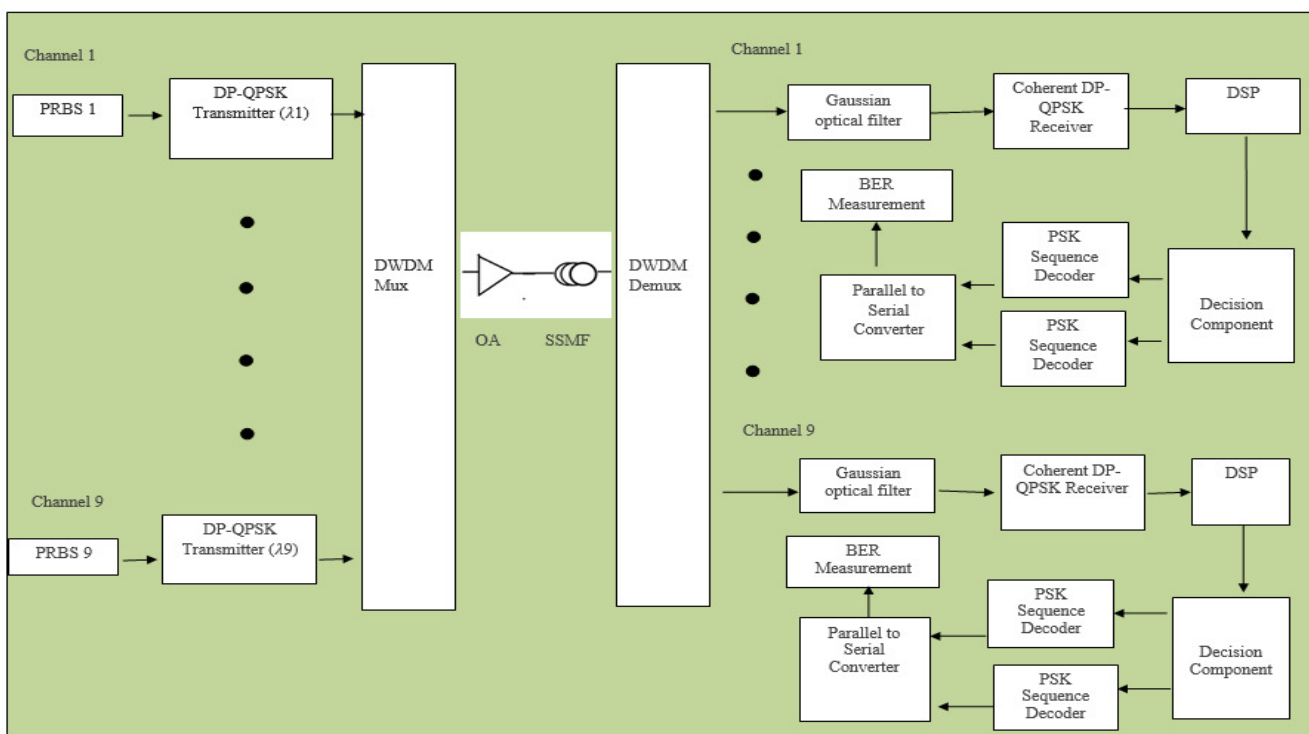 Channel 1
PRBS 1
DP-QPSK
Transmitter (λ1)
DWDM
Mux
OA
SSMF
DWDM
Demux
Channel 9
PRBS 9
DP-QPSK
Transmitter (λ9)
Channel 1
Gaussian
optical filter
Coherent DP-
QPSK
Receiver
DSP
BER
Measurement
PSK
Sequence
Decoder
Parallel to
Serial
Converter
PSK
Sequence
Decoder
Decision
Component
Channel 9
Gaussian
optical filter
Coherent DP-
QPSK Receiver
DSP
BER
Measurement
PSK
Sequence
Decoder
Parallel to
Serial
Converter
PSK
Sequence
Decoder
Decision
Component